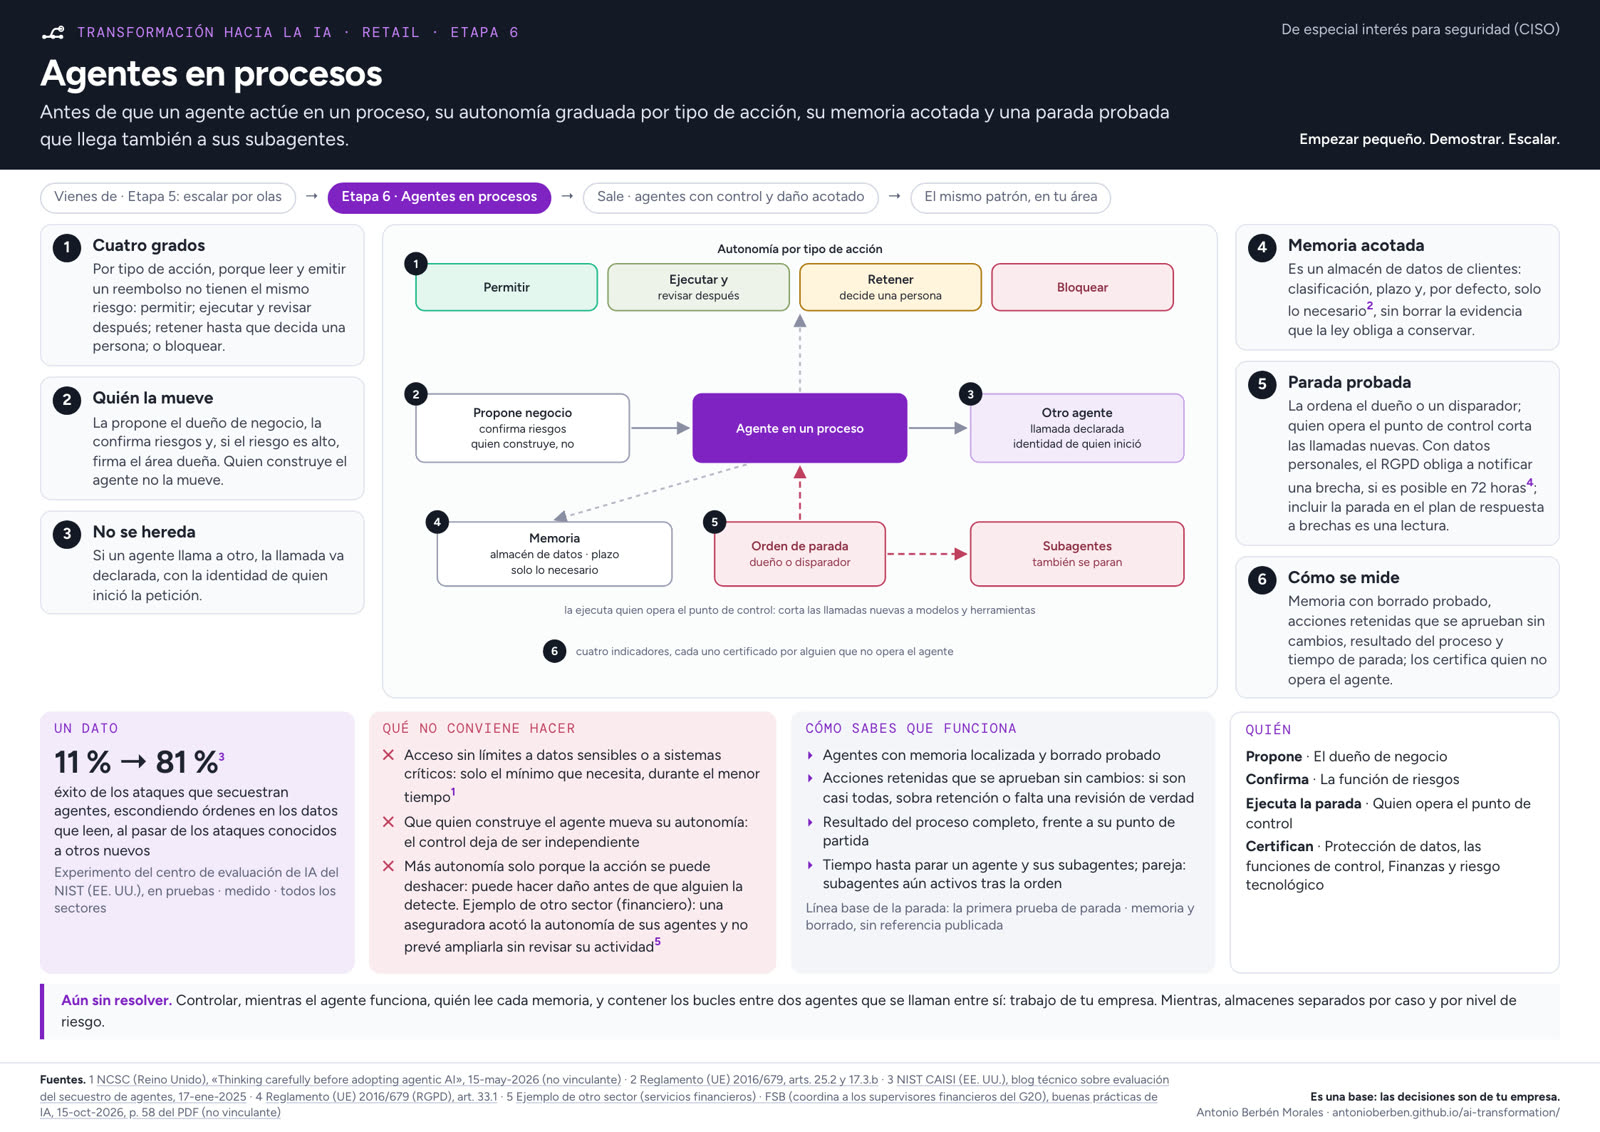 TRANSFORMACIÓN HACIA LA IA · RETAIL · ETAPA 6
De especial interés para seguridad (CISO)
Agentes en procesos
Antes de que un agente actúe en un proceso, su autonomía graduada por tipo de acción, su memoria acotada y una parada probada
que llega también a sus subagentes.
Empezar pequeño. Demostrar. Escalar.
Vienes de · Etapa 5: escalar por olas → Etapa 6 · Agentes en procesos → Sale · agentes con control y daño acotado → El mismo patrón, en tu área
1 Cuatro grados
Por tipo de acción, porque leer y emitir
un reembolso no tienen el mismo
riesgo: permitir; ejecutar y revisar
después; retener hasta que decida una
persona; o bloquear.
2 Quién la mueve
La propone el dueño de negocio, la
confirma riesgos y, si el riesgo es alto,
firma el área dueña. Quien construye el
agente no la mueve.
3 No se hereda
Si un agente llama a otro, la llamada va
declarada, con la identidad de quien
inició la petición.
Autonomía por tipo de acción
1
Permitir
Ejecutar y
revisar después
Retener
decide una persona
Bloquear
2
Propone negocio
confirma riesgos
quien construye, no
Agente en un proceso
3
Otro agente
llamada declarada
identidad de quien inició
4
Memoria
almacén de datos · plazo
solo lo necesario
5
Orden de parada
dueño o disparador
Subagentes
también se paran
la ejecuta quien opera el punto de control: corta las llamadas nuevas a modelos y herramientas
6 cuatro indicadores, cada uno certificado por alguien que no opera el agente
4 Memoria acotada
Es un almacén de datos de clientes:
clasificación, plazo y, por defecto, solo
lo necesario2, sin borrar la evidencia
que la ley obliga a conservar.
5 Parada probada
La ordena el dueño o un disparador;
quien opera el punto de control corta
las llamadas nuevas. Con datos
personales, el RGPD obliga a notificar
una brecha, si es posible en 72 horas4;
incluir la parada en el plan de respuesta
a brechas es una lectura.
6 Cómo se mide
Memoria con borrado probado,
acciones retenidas que se aprueban sin
cambios, resultado del proceso y
tiempo de parada; los certifica quien no
opera el agente.
UN DATO
11 % → 81 %3
éxito de los ataques que secuestran
agentes, escondiendo órdenes en los datos
que leen, al pasar de los ataques conocidos
a otros nuevos
Experimento del centro de evaluación de IA del
NIST (EE. UU.), en pruebas · medido · todos los
sectores
QUÉ NO CONVIENE HACER
✕ Acceso sin límites a datos sensibles o a sistemas
críticos: solo el mínimo que necesita, durante el menor
tiempo1
✕ Que quien construye el agente mueva su autonomía:
el control deja de ser independiente
✕ Más autonomía solo porque la acción se puede
deshacer: puede hacer daño antes de que alguien la
detecte. Ejemplo de otro sector (financiero): una
aseguradora acotó la autonomía de sus agentes y no
prevé ampliarla sin revisar su actividad5
CÓMO SABES QUE FUNCIONA
Agentes con memoria localizada y borrado probado
Acciones retenidas que se aprueban sin cambios: si son
casi todas, sobra retención o falta una revisión de verdad
Resultado del proceso completo, frente a su punto de
partida
Tiempo hasta parar un agente y sus subagentes; pareja:
subagentes aún activos tras la orden
Línea base de la parada: la primera prueba de parada · memoria y
borrado, sin referencia publicada
QUIÉN
Propone · El dueño de negocio
Confirma · La función de riesgos
Ejecuta la parada · Quien opera el punto de
control
Certifican · Protección de datos, las
funciones de control, Finanzas y riesgo
tecnológico
Aún sin resolver. Controlar, mientras el agente funciona, quién lee cada memoria, y contener los bucles entre dos agentes que se llaman entre sí: trabajo de tu empresa. Mientras, almacenes separados por caso y por nivel de
riesgo.
Fuentes. 1 NCSC (Reino Unido), «Thinking carefully before adopting agentic AI», 15-may-2026 (no vinculante) · 2 Reglamento (UE) 2016/679, arts. 25.2 y 17.3.b · 3 NIST CAISI (EE. UU.), blog técnico sobre evaluación
del secuestro de agentes, 17-ene-2025 · 4 Reglamento (UE) 2016/679 (RGPD), art. 33.1 · 5 Ejemplo de otro sector (servicios financieros) · FSB (coordina a los supervisores financieros del G20), buenas prácticas de
IA, 15-oct-2026, p. 58 del PDF (no vinculante)
Es una base: las decisiones son de tu empresa.
Antonio Berbén Morales · antonioberben.github.io/ai-transformation/